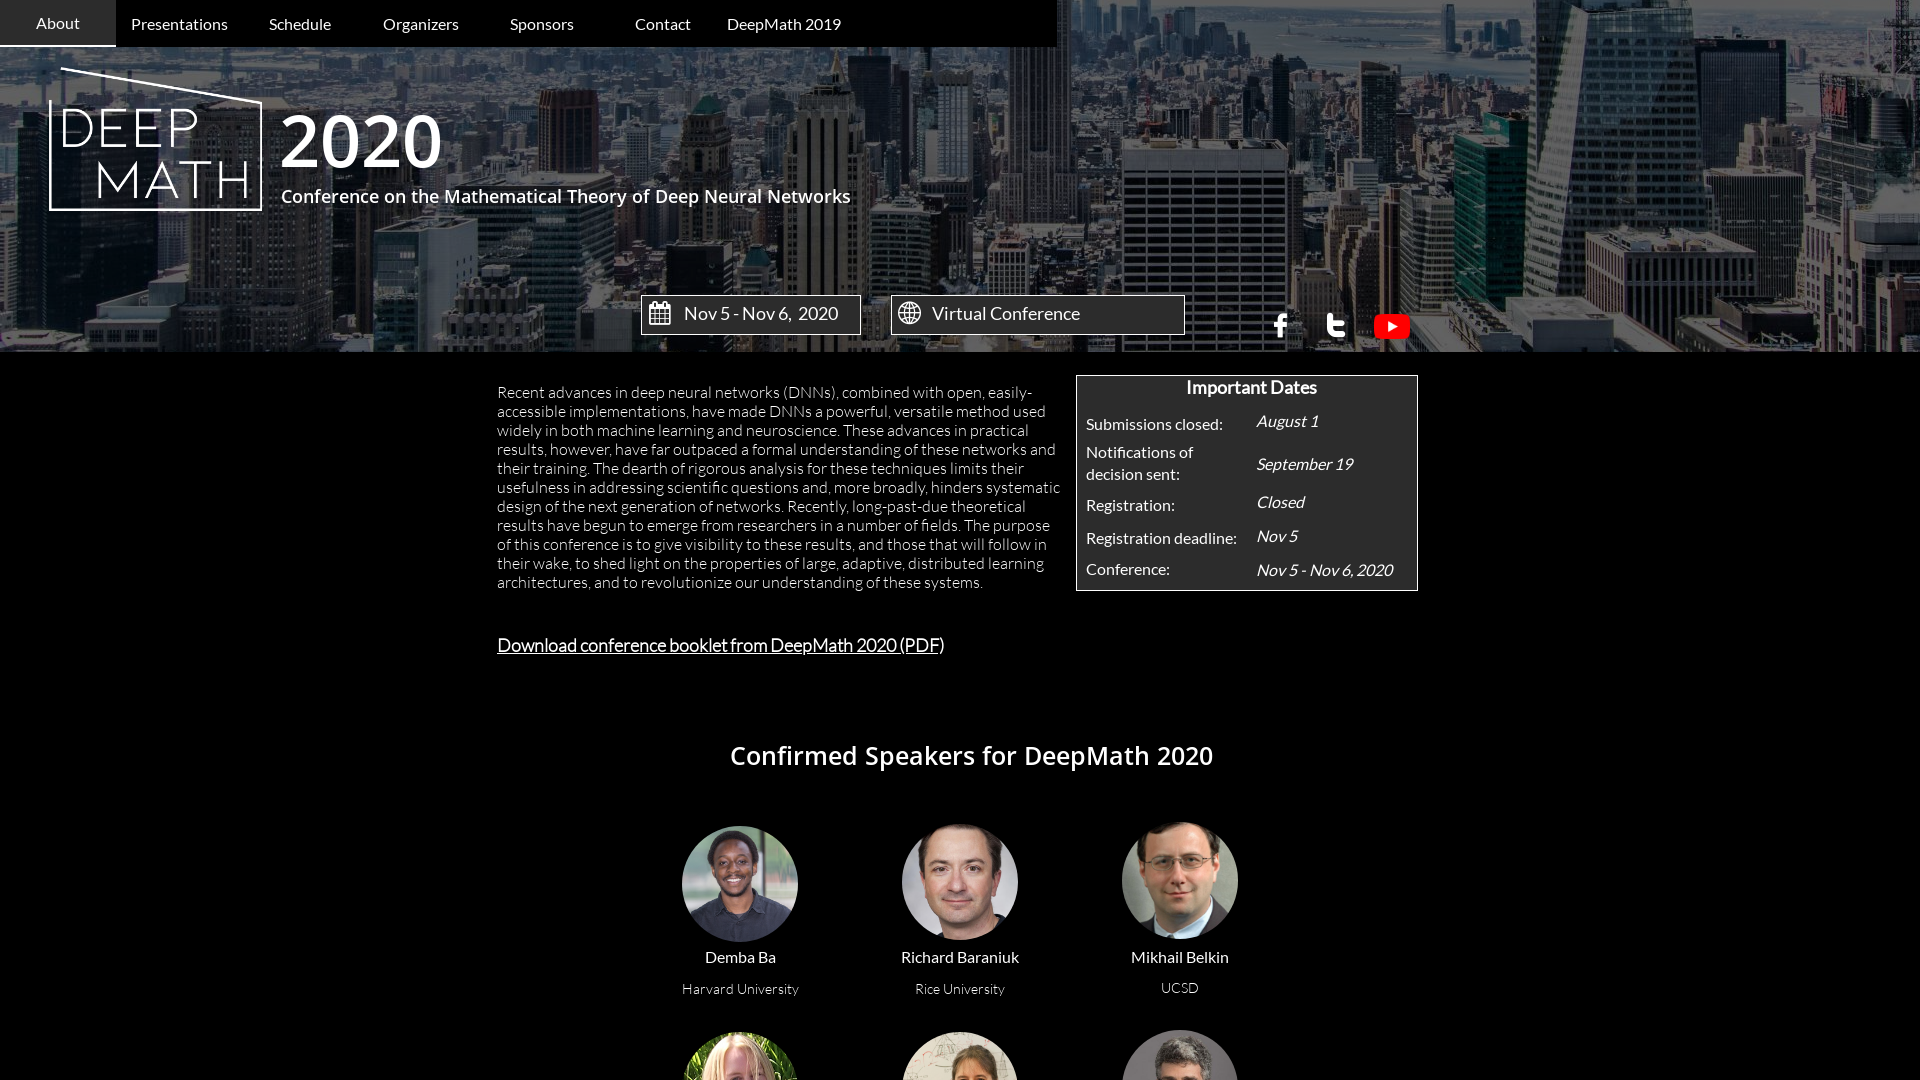 About
Presentations
Schedule
Organizers
Sponsors
Contact
DeepMath 2019
DEEP
MATH
2020
Conference on the Mathematical Theory of Deep Neural Networks
Nov 5 - Nov 6, 2020
Virtual Conference
Recent advances in deep neural networks (DNNs), combined with open, easily-
accessible implementations, have made DNNs a powerful, versatile method used
widely in both machine learning and neuroscience. These advances in practical
results, however, have far outpaced a formal understanding of these networks and
their training. The dearth of rigorous analysis for these techniques limits their
usefulness in addressing scientific questions and, more broadly, hinders systematic
design of the next generation of networks. Recently, long-past-due theoretical
results have begun to emerge from researchers in a number of fields. The purpose
of this conference is to give visibility to these results, and those that will follow in
their wake, to shed light on the properties of large, adaptive, distributed learning
architectures, and to revolutionize our understanding of these systems.
Important Dates
Submissions closed: August 1
Notifications of
decision sent: September 19
Registration: Closed
Registration deadline: Nov 5
Conference: Nov 5 - Nov 6, 2020
Download conference booklet from DeepMath 2020 (PDF)
Confirmed Speakers for DeepMath 2020
Demba Ba
Harvard University
Richard Baraniuk
Rice University
Mikhail Belkin
UCSD